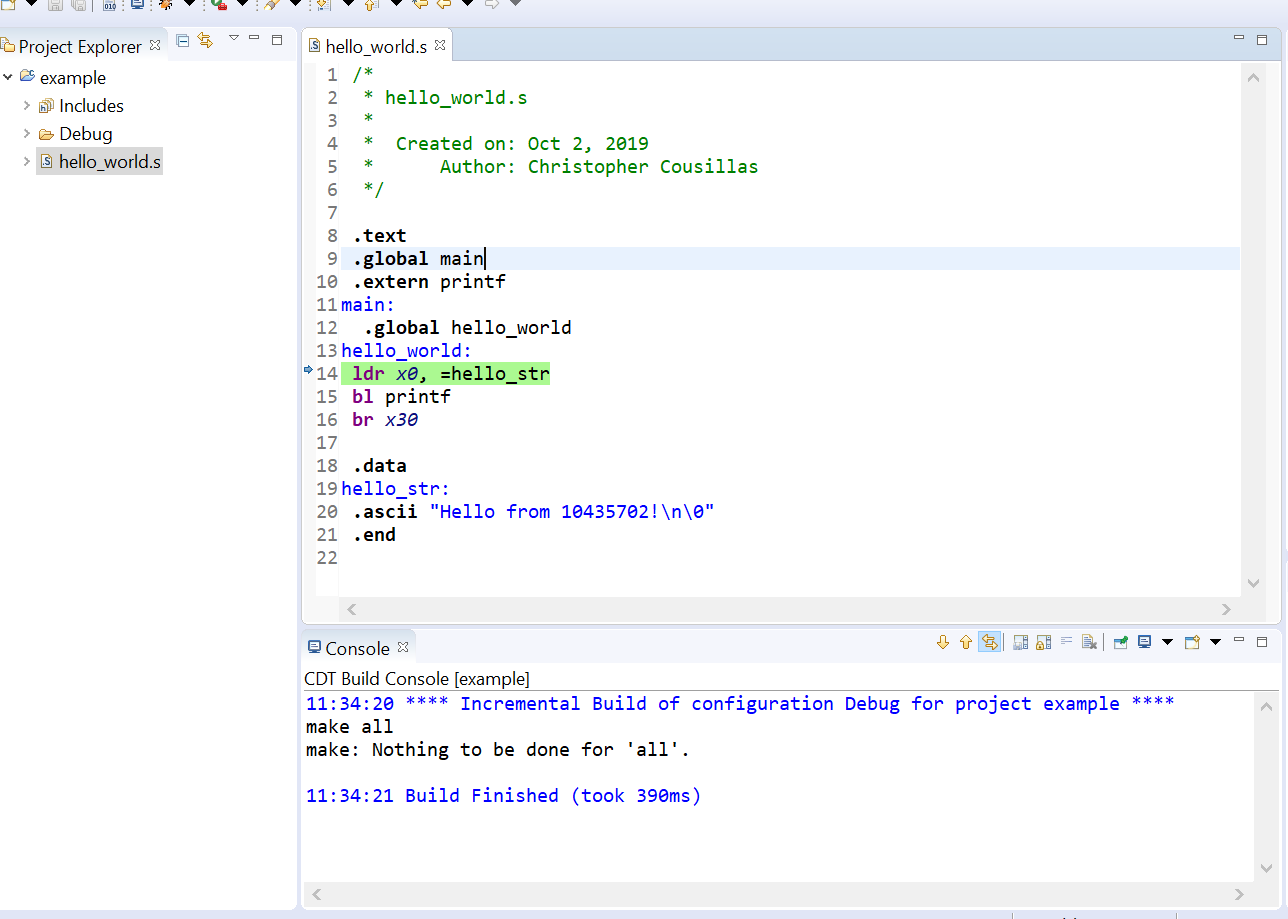 010
Project Explorer
example
Includes
Debug
hello_world.s
hello_world.s
1 /*
2  * hello_world.s
3  *
4  *  Created on: Oct 2, 2019
5  *      Author: Christopher Cousillas
6  */
7
8 .text
9 .global main
10 .extern printf
11 main:
12  .global hello_world
13 hello_world:
14 ldr x0, =hello_str
15 bl printf
16 br x30
17
18 .data
19 hello_str:
20 .ascii "Hello from 10435702!\n\0"
21 .end
22
Console
CDT Build Console [example]
11:34:20 **** Incremental Build of configuration Debug for project example ****
make all
make: Nothing to be done for 'all'.
11:34:21 Build Finished (took 390ms)